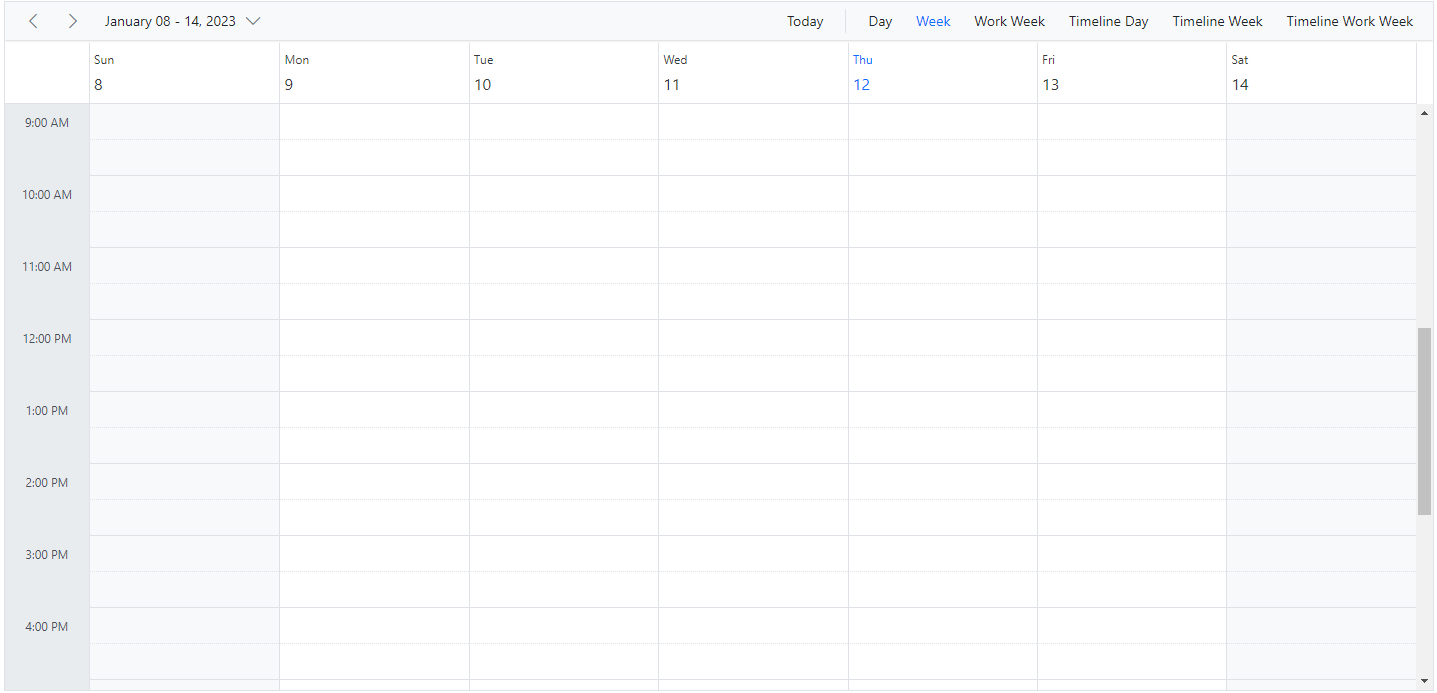 January 08 - 14, 2023 Today Day Week Work Week Timeline Day Timeline Week Timeline Work Week
Sun Mon Tue Wed Thu Fri Sat
8 9 10 11 12 13 14
9:00 AM
10:00 AM
11:00 AM
12:00 PM
1:00 PM
2:00 PM
3:00 PM
4:00 PM